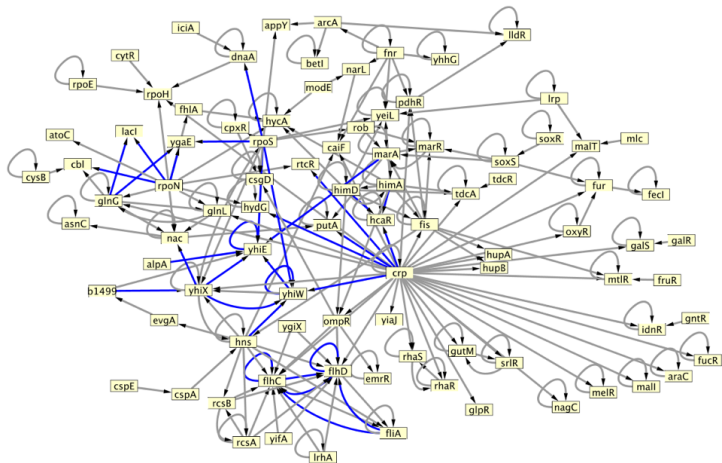 iciA
appY
arcA
lldR
cytR
dnaA
betI
fnr
yhhG
narL
rpoE
rpoH
modE
pdhR
lrp
fhlA
hycA
yeiL
lacI
cpxR
rob
soxR
mlc
atoC
ygaE
rpoS
caiF
marA
marR
malT
cbl
rtcR
soxS
cysB
rpoN
csgD
himD
himA
tdcR
fur
fecI
glnG
glnL
hydG
tdcA
asnC
putA
hcaR
fis
oxyR
nac
galS
galR
yhiE
hupA
alpA
crp
hupB
mtlR
fruR
b1499
yhiX
yhiW
evgA
ygiX
ompR
yiaJ
idnR
gntR
hns
rhaS
gutM
srlR
fucR
cspE
cspA
flhC
flhD
emrR
rhaR
araC
malI
melR
rcsB
glpR
nagC
rcsA
yifA
fliA
lrhA